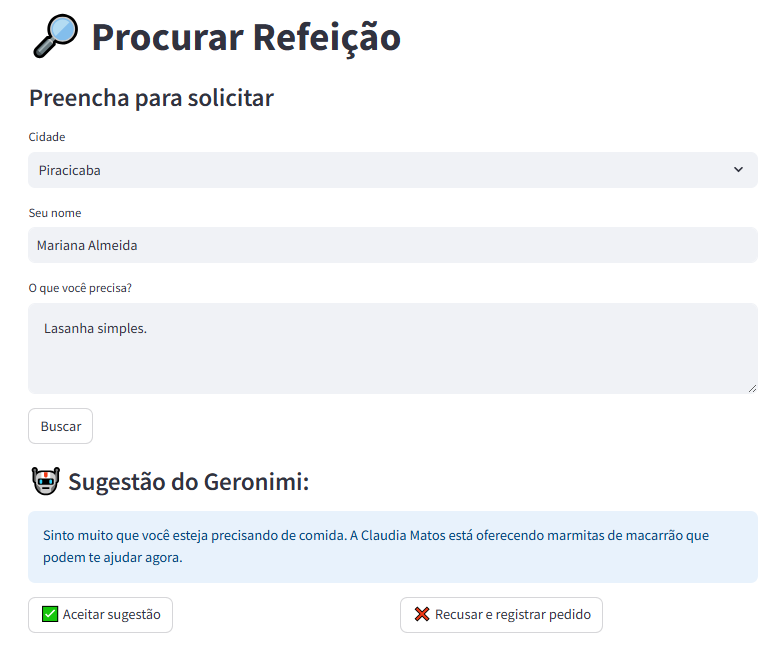 Procurar Refeição
Preencha para solicitar
Cidade
Piracicaba
Seu nome
Mariana Almeida
O que você precisa?
Lasanha simples.
Buscar
Sugestão do Geronimi:
Sinto muito que você esteja precisando de comida. A Claudia Matos está oferecendo marmitas de macarrão que
podem te ajudar agora.
Aceitar sugestão
Recusar e registrar pedido